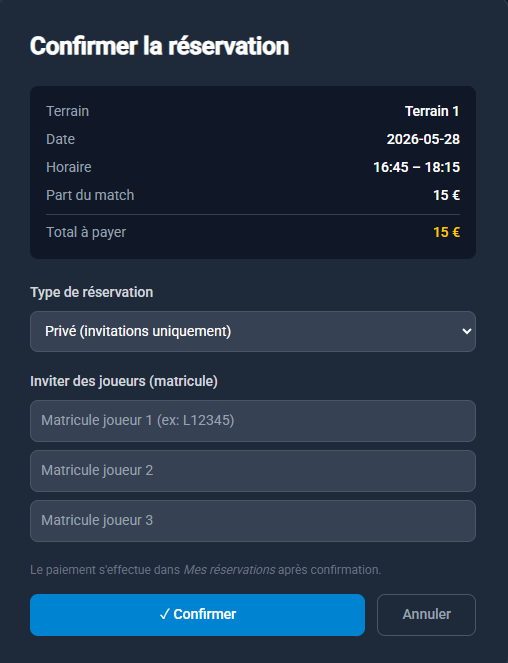 Confirmer la réservation
Terrain Terrain 1
Date 2026-05-28
Horaire 16:45 – 18:15
Part du match 15 €
Total à payer 15 €
Type de réservation
Privé (invitations uniquement)
Inviter des joueurs (matricule)
Matricule joueur 1 (ex: L12345)
Matricule joueur 2
Matricule joueur 3
Le paiement s'effectue dans Mes réservations après confirmation.
✓ Confirmer Annuler